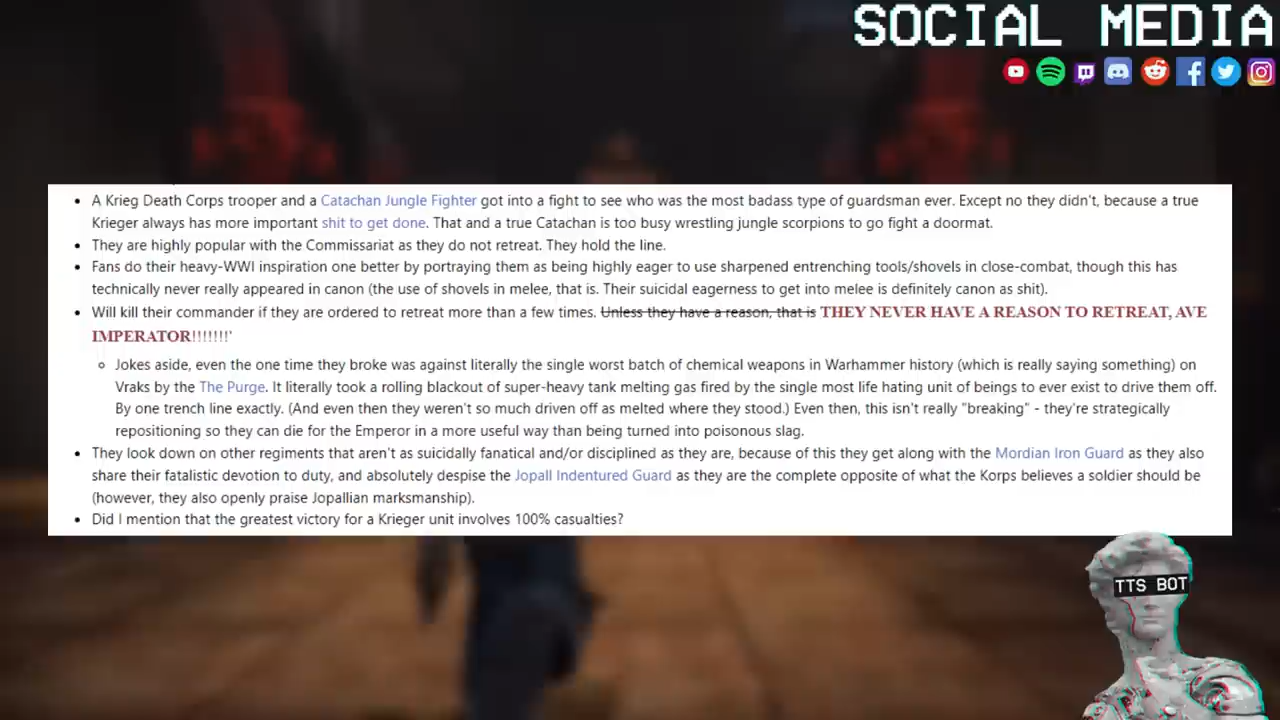 SOCIAL MEDIA
A Krieg Death Corps trooper and a Catachan Jungle Fighter got into a fight to see who was the most badass type of guardsman ever. Except no they didn't, because a true
Krieger always has more important shit to get done. That and a true Catachan is too busy wrestling jungle scorpions to go fight a doormat.
They are highly popular with the Commissariat as they do not retreat. They hold the line.
Fans do their heavy-WWI inspiration one better by portraying them as being highly eager to use sharpened entrenching tools/shovels in close-combat, though this has
technically never really appeared in canon (the use of shovels in melee, that is. Their suicidal eagerness to get into melee is definitely canon as shit).
Will kill their commander if they are ordered to retreat more than a few times. Unless they have a reason, that is THEY NEVER HAVE A REASON TO RETREAT, AVE
IMPERATOR!!!!!!!'
Jokes aside, even the one time they broke was against literally the single worst batch of chemical weapons in Warhammer history (which is really saying something) on
Vraks by the The Purge. It literally took a rolling blackout of super-heavy tank melting gas fired by the single most life hating unit of beings to ever exist to drive them off.
By one trench line exactly. (And even then they weren't so much driven off as melted where they stood.) Even then, this isn't really "breaking" - they're strategically
repositioning so they can die for the Emperor in a more useful way than being turned into poisonous slag.
They look down on other regiments that aren't as suicidally fanatical and/or disciplined as they are, because of this they get along with the Mordian Iron Guard as they also
share their fatalistic devotion to duty, and absolutely despise the Jopall Indentured Guard as they are the complete opposite of what the Korps believes a soldier should be
(however, they also openly praise Jopallian marksmanship).
Did I mention that the greatest victory for a Krieger unit involves 100% casualties?
TTS BOT